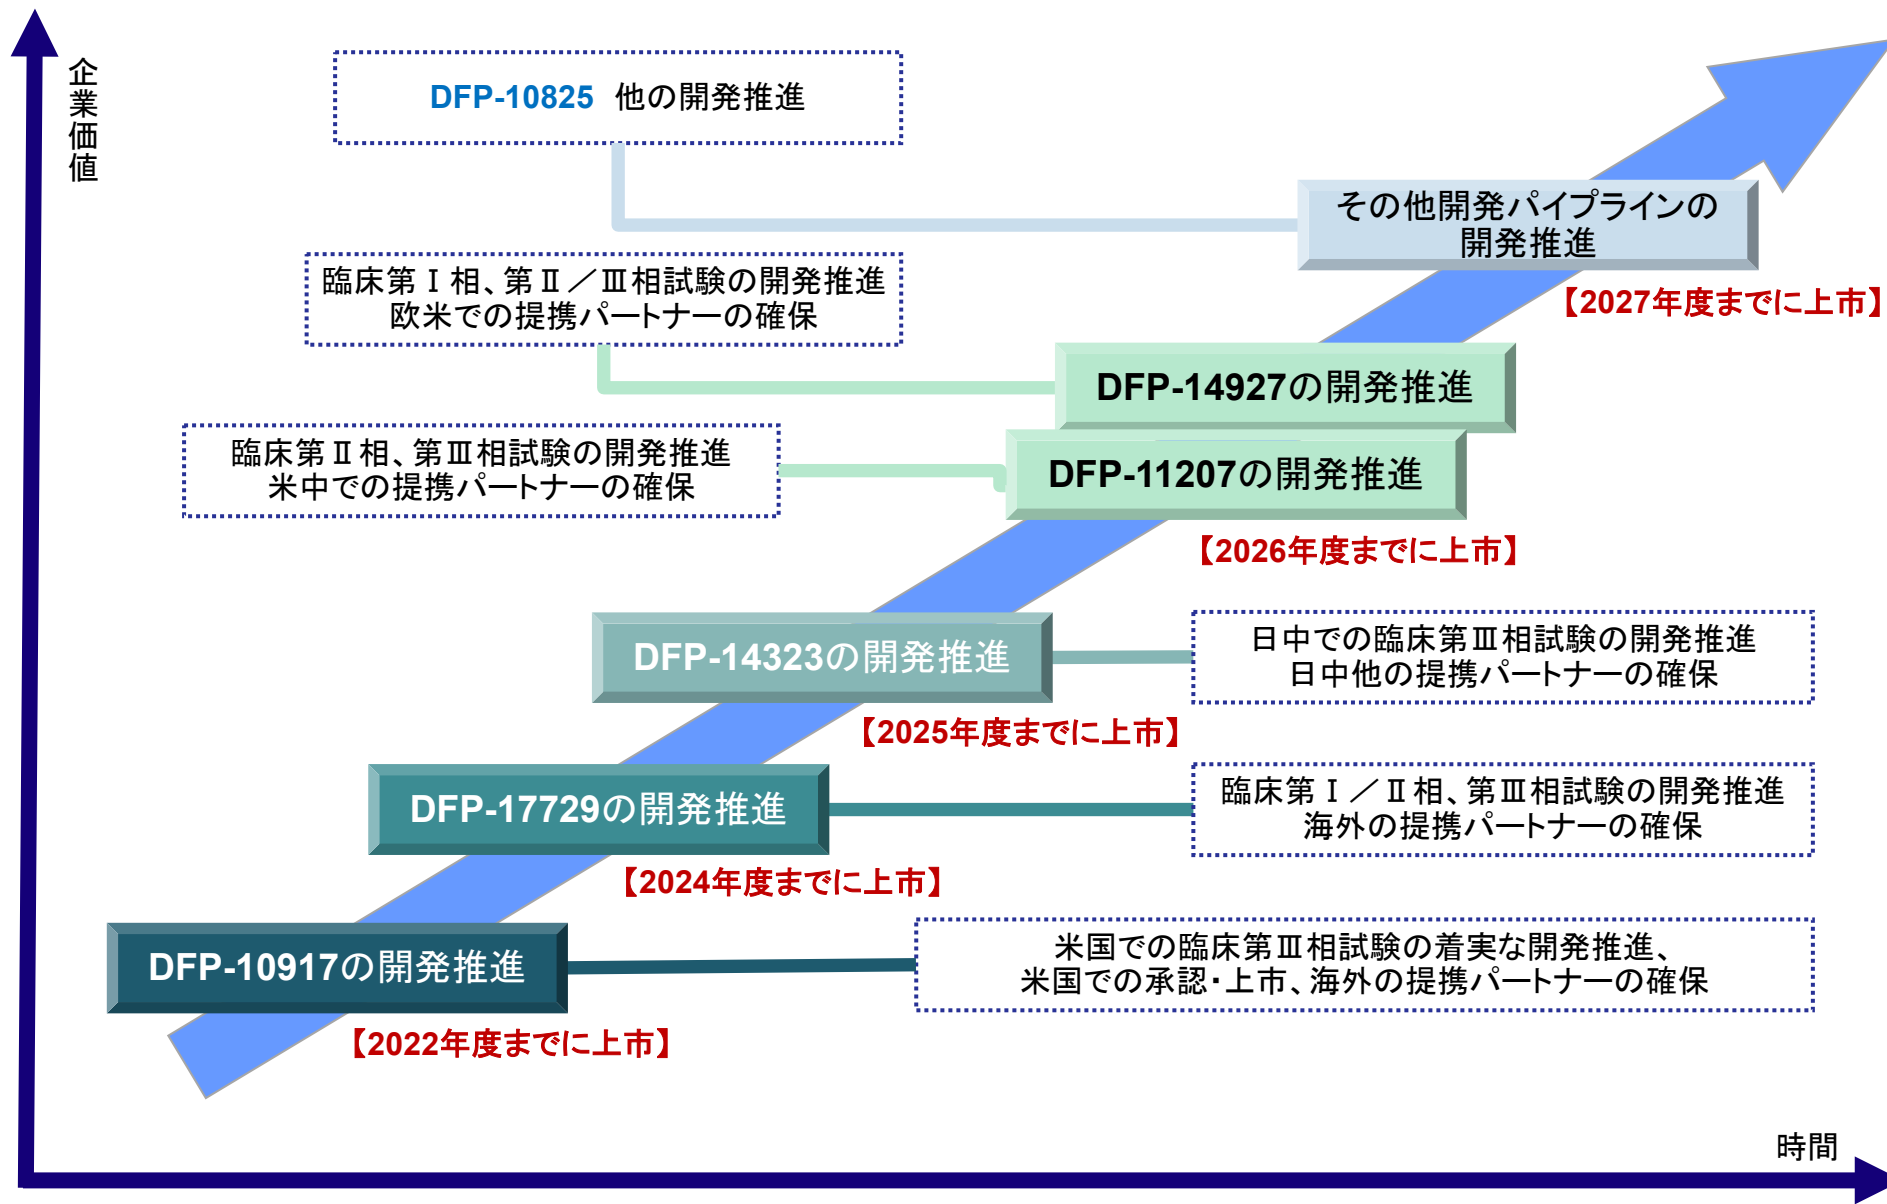 企業価値
DFP-10825 他の開発推進
その他開発パイプラインの
開発推進
【2027年度までに上市】
臨床第Ⅰ相、第Ⅱ／Ⅲ相試験の開発推進
欧米での提携パートナーの確保
DFP-14927の開発推進
臨床第Ⅱ相、第Ⅲ相試験の開発推進
米中での提携パートナーの確保
DFP-11207の開発推進
【2026年度までに上市】
DFP-14323の開発推進
日中での臨床第Ⅲ相試験の開発推進
日中他の提携パートナーの確保
【2025年度までに上市】
DFP-17729の開発推進
臨床第Ⅰ／Ⅱ相、第Ⅲ相試験の開発推進
海外の提携パートナーの確保
【2024年度までに上市】
DFP-10917の開発推進
米国での臨床第Ⅲ相試験の着実な開発推進、
米国での承認・上市、海外の提携パートナーの確保
【2022年度までに上市】
時間